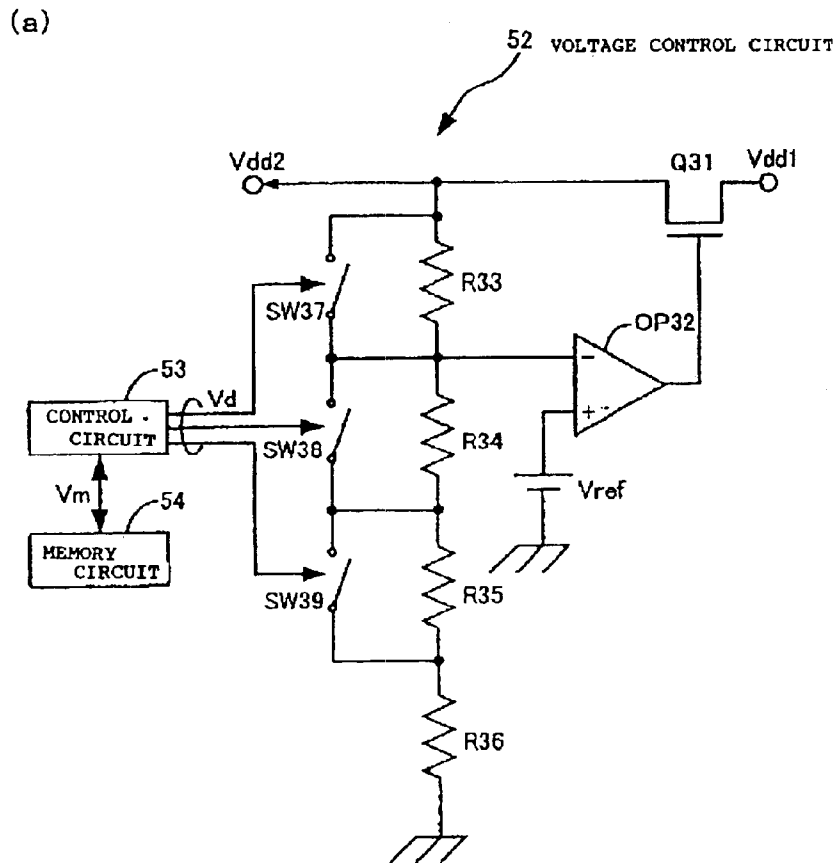 (a)
52 VOLTAGE CONTROL CIRCUIT
Vdd2
Q31
Vdd1
R33
SW37
OP32
−
+
53
Vd
CONTROL·
CIRCUIT
SW38
R34
Vm
Vref
54
MEMORY
CIRCUIT
SW39
R35
R36